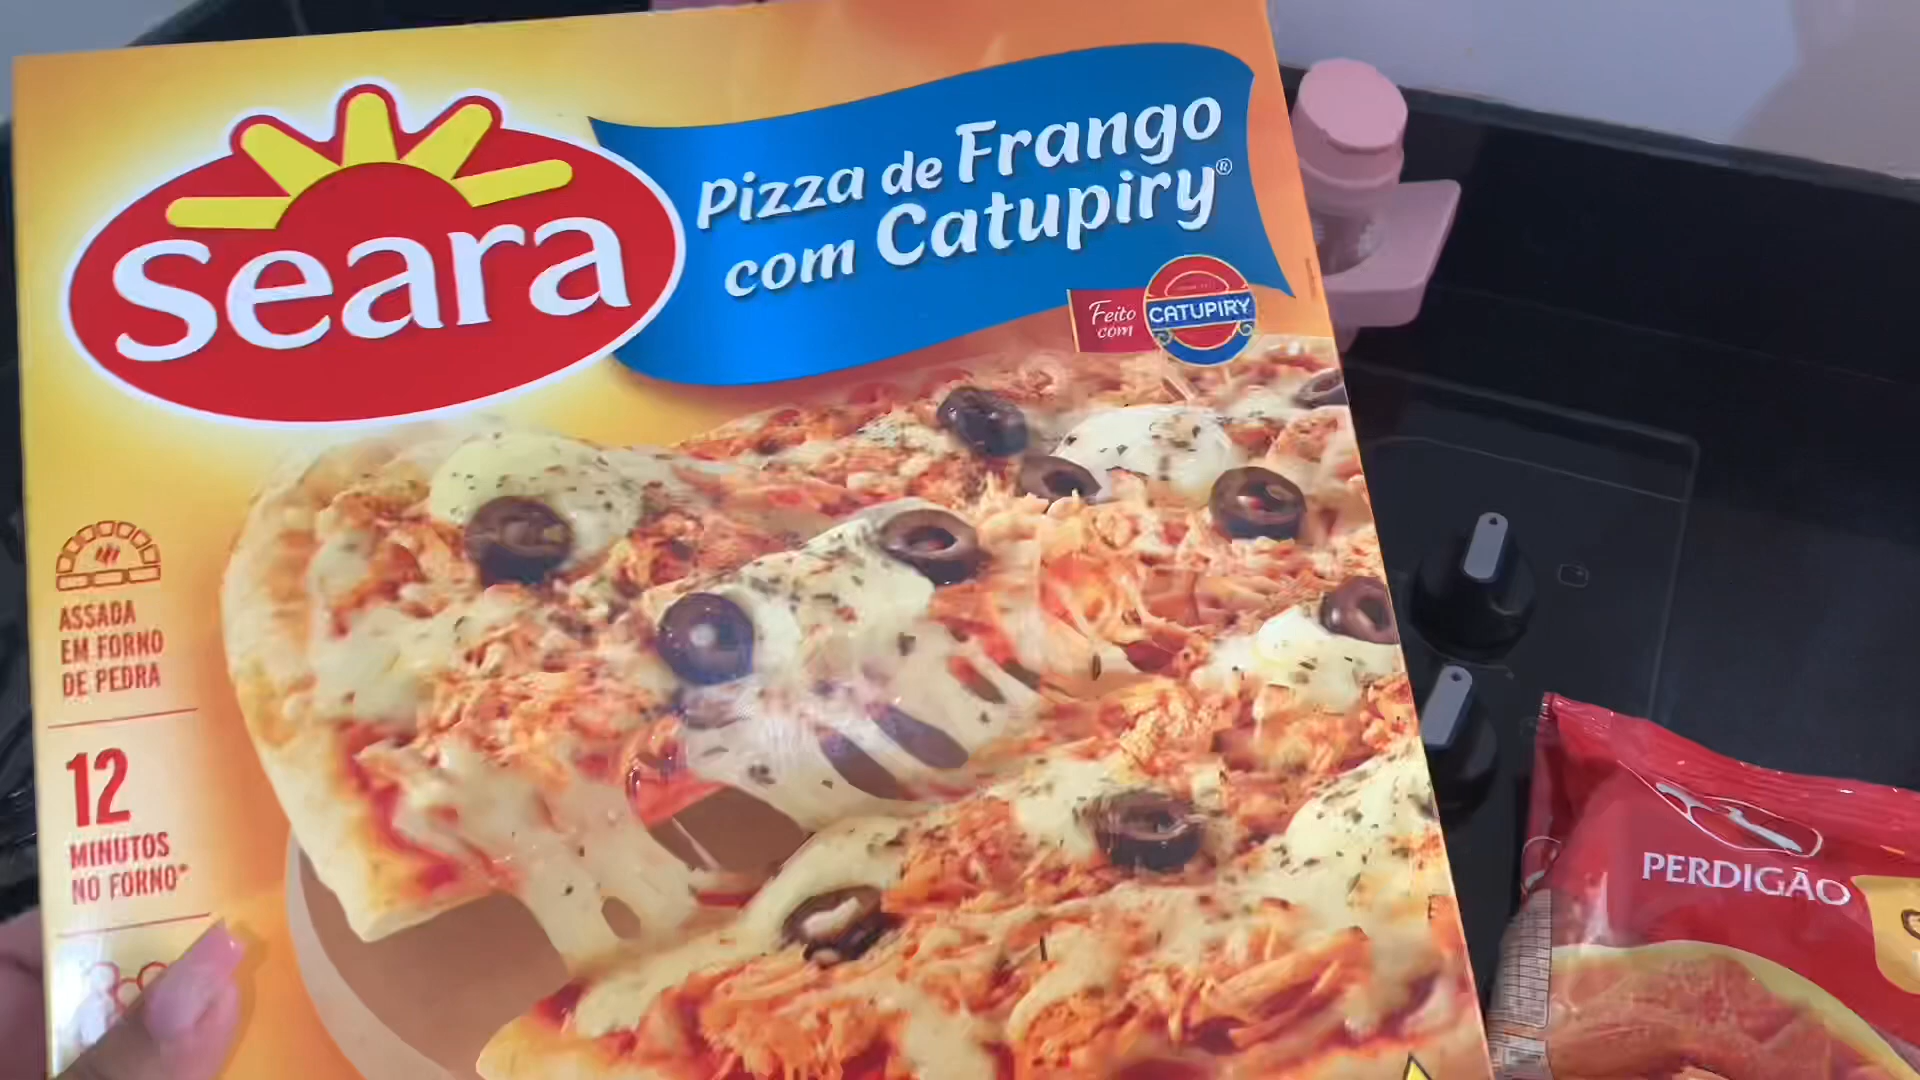 seara
Pizza de Frango
com Catupiry®
Feito
com
CATUPIRY
ASSADA
EM FORNO
DE PEDRA
12
MINUTOS
NO FORNO*
PERDIGÃO